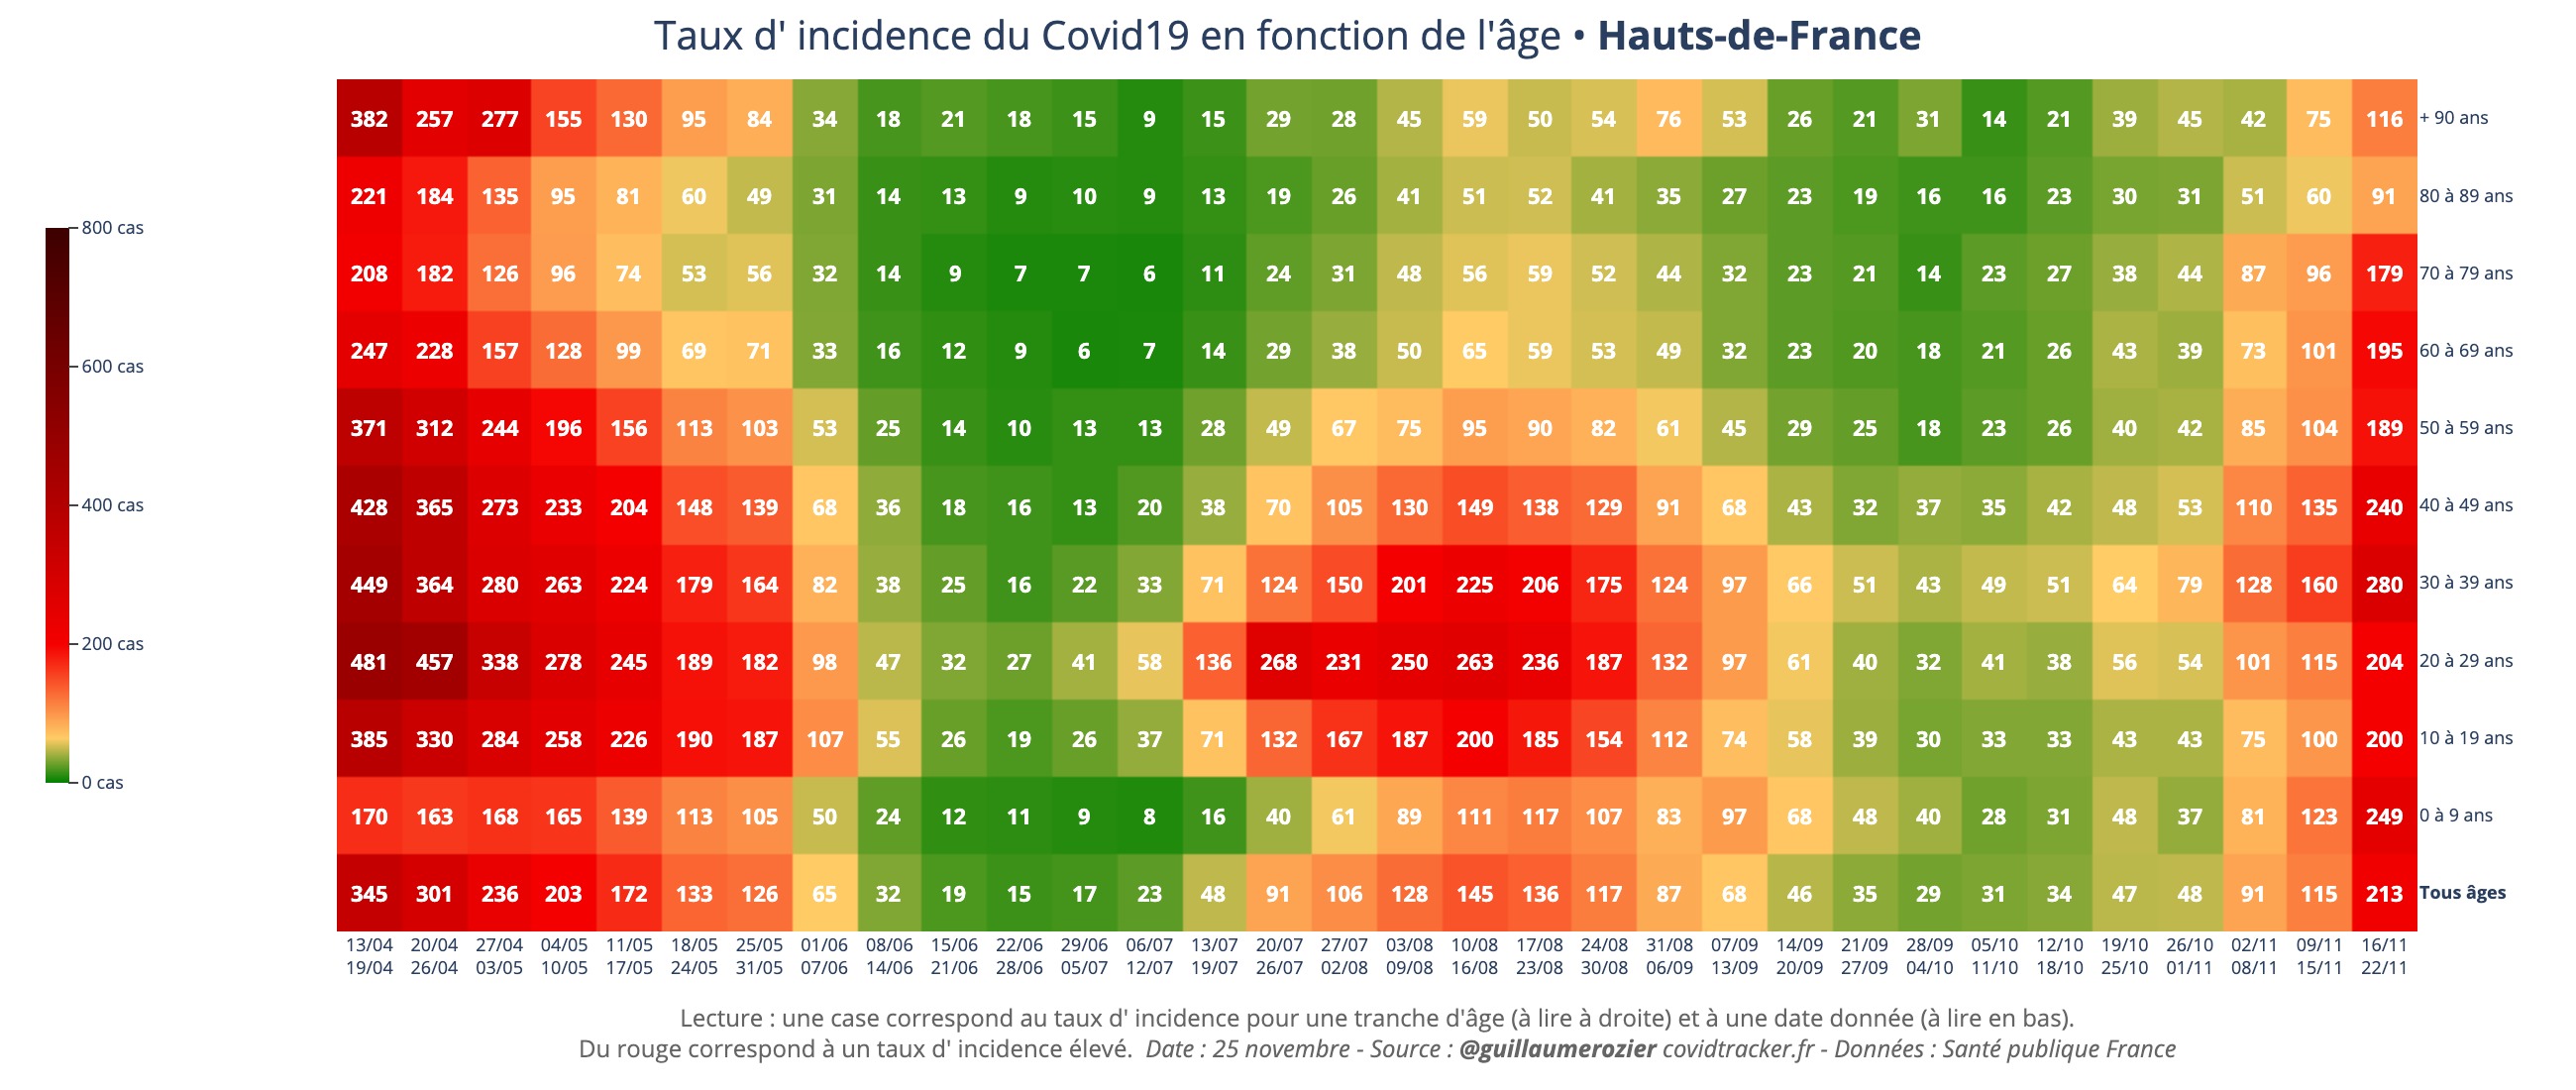 Taux d' incidence du Covid19 en fonction de l'âge • Hauts-de-France
800 cas
600 cas
400 cas
200 cas
0 cas
382 257 277 155 130 95 84 34 18 21 18 15 9 15 29 28 45 59 50 54 76 53 26 21 31 14 21 39 45 42 75 116 + 90 ans
221 184 135 95 81 60 49 31 14 13 9 10 9 13 19 26 41 51 52 41 35 27 23 19 16 16 23 30 31 51 60 91 80 à 89 ans
208 182 126 96 74 53 56 32 14 9 7 7 6 11 24 31 48 56 59 52 44 32 23 21 14 23 27 38 44 87 96 179 70 à 79 ans
247 228 157 128 99 69 71 33 16 12 9 6 7 14 29 38 50 65 59 53 49 32 23 20 18 21 26 43 39 73 101 195 60 à 69 ans
371 312 244 196 156 113 103 53 25 14 10 13 13 28 49 67 75 95 90 82 61 45 29 25 18 23 26 40 42 85 104 189 50 à 59 ans
428 365 273 233 204 148 139 68 36 18 16 13 20 38 70 105 130 149 138 129 91 68 43 32 37 35 42 48 53 110 135 240 40 à 49 ans
449 364 280 263 224 179 164 82 38 25 16 22 33 71 124 150 201 225 206 175 124 97 66 51 43 49 51 64 79 128 160 280 30 à 39 ans
481 457 338 278 245 189 182 98 47 32 27 41 58 136 268 231 250 263 236 187 132 97 61 40 32 41 38 56 54 101 115 204 20 à 29 ans
385 330 284 258 226 190 187 107 55 26 19 26 37 71 132 167 187 200 185 154 112 74 58 39 30 33 33 43 43 75 100 200 10 à 19 ans
170 163 168 165 139 113 105 50 24 12 11 9 8 16 40 61 89 111 117 107 83 97 68 48 40 28 31 48 37 81 123 249 0 à 9 ans
345 301 236 203 172 133 126 65 32 19 15 17 23 48 91 106 128 145 136 117 87 68 46 35 29 31 34 47 48 91 115 213 Tous âges
13/04 20/04 27/04 04/05 11/05 18/05 25/05 01/06 08/06 15/06 22/06 29/06 06/07 13/07 20/07 27/07 03/08 10/08 17/08 24/08 31/08 07/09 14/09 21/09 28/09 05/10 12/10 19/10 26/10 02/11 09/11 16/11
19/04 26/04 03/05 10/05 17/05 24/05 31/05 07/06 14/06 21/06 28/06 05/07 12/07 19/07 26/07 02/08 09/08 16/08 23/08 30/08 06/09 13/09 20/09 27/09 04/10 11/10 18/10 25/10 01/11 08/11 15/11 22/11
Lecture : une case correspond au taux d' incidence pour une tranche d'âge (à lire à droite) et à une date donnée (à lire en bas).
Du rouge correspond à un taux d' incidence élevé. Date : 25 novembre - Source : @guillaumerozier covidtracker.fr - Données : Santé publique France